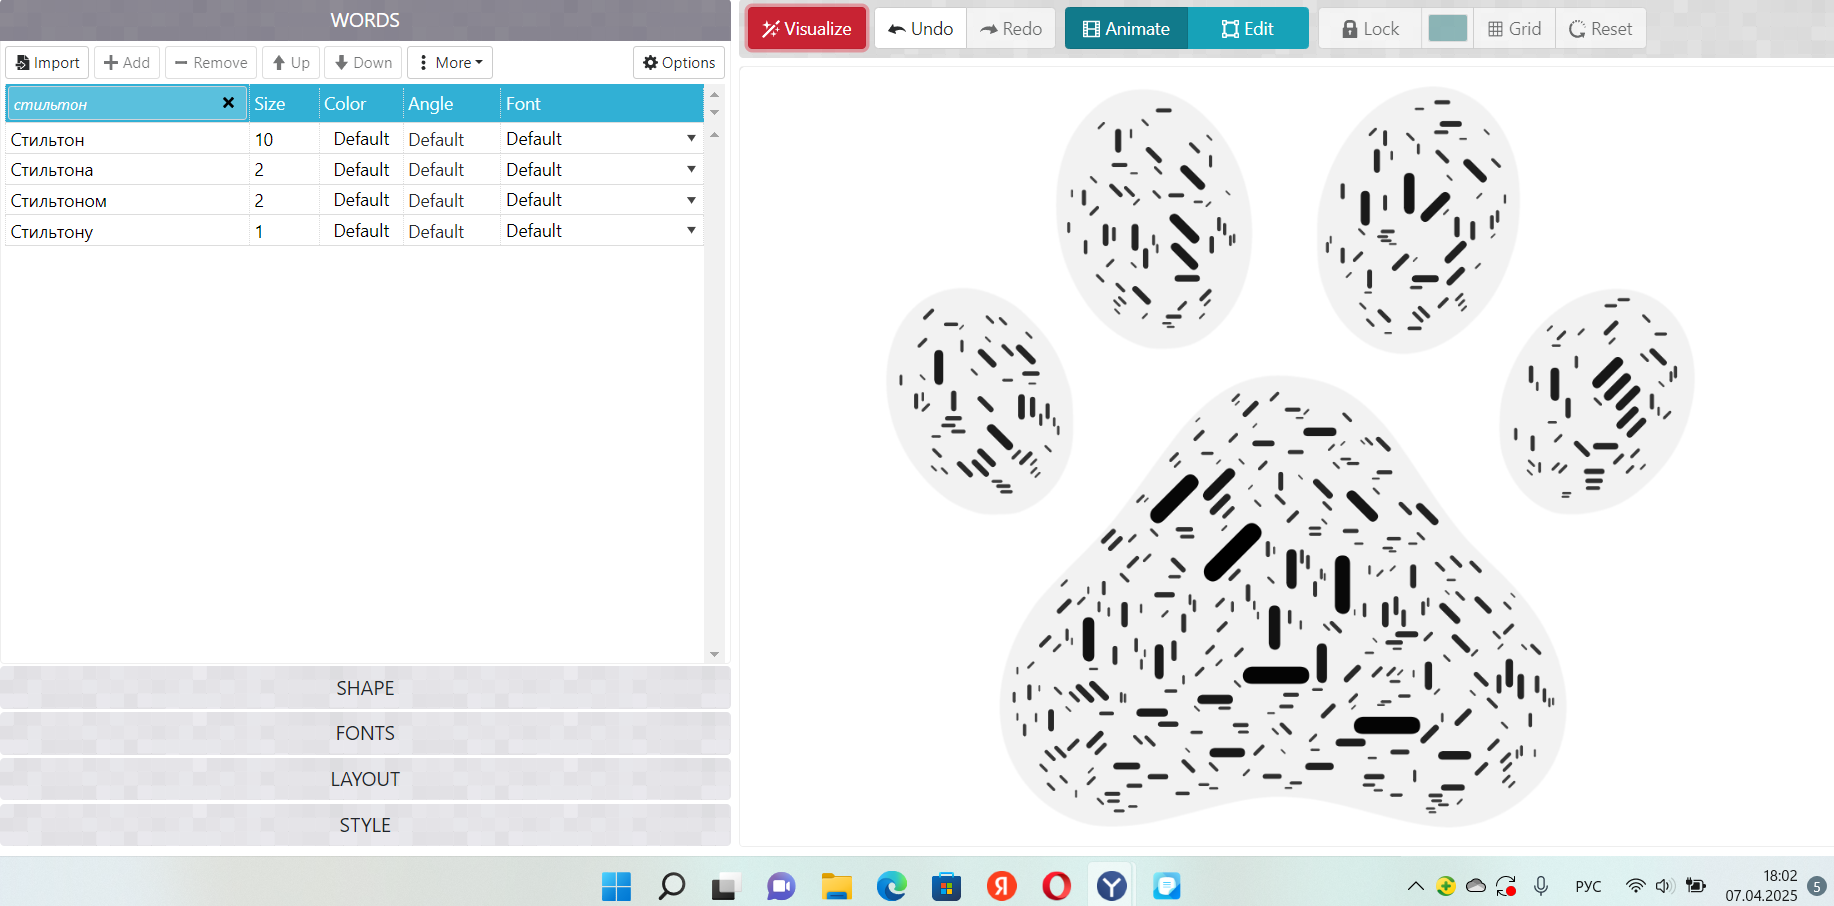 WORDS
Import Add Remove Up Down More Options
стильтон Size Color Angle Font
Стильтон 10 Default Default Default
Стильтона 2 Default Default Default
Стильтоном 2 Default Default Default
Стильтону 1 Default Default Default
SHAPE
FONTS
LAYOUT
STYLE
Visualize Undo Redo Animate Edit Lock Grid Reset
Я Y РУС 18:02
07.04.2025 5